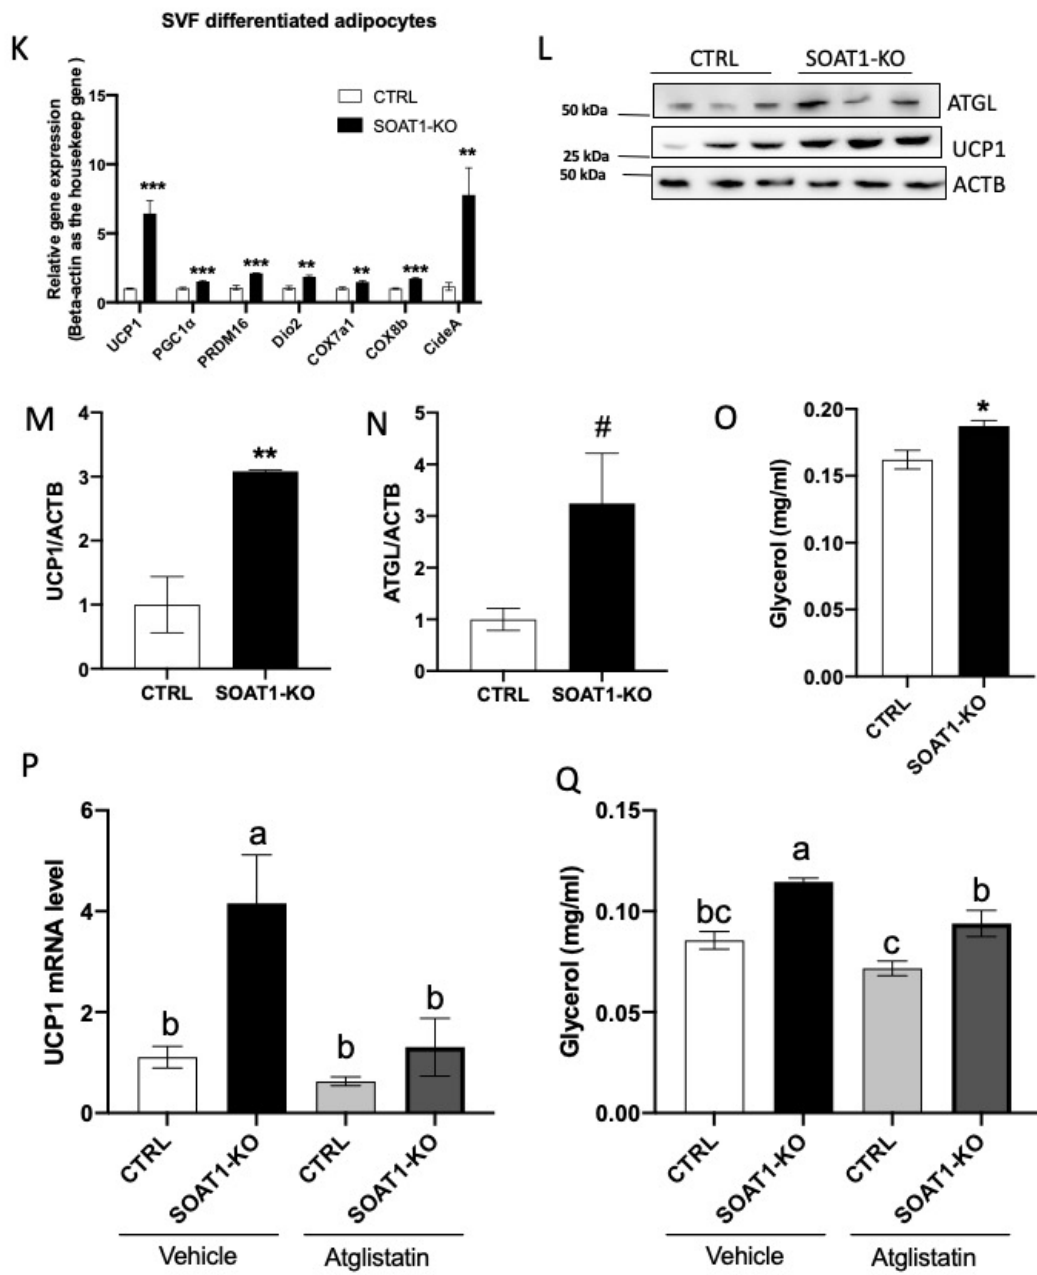 SVF differentiated adipocytes
K
Relative gene expression
(Beta-actin as the housekeep gene )
15
10
5
0
CTRL
SOAT1-KO
***
***
***
**
**
***
**
UCP1
PGC1α
PRDM16
Dio2
COX7a1
COX8b
CideA
L
CTRL SOAT1-KO
50 kDa
ATGL
25 kDa
UCP1
50 kDa
ACTB
M
UCP1/ACTB
4
3
2
1
0
**
CTRL SOAT1-KO
N
ATGL/ACTB
5
4
3
2
1
0
#
CTRL SOAT1-KO
O
Glycerol (mg/ml)
0.20
0.15
0.10
0.05
0.00
*
CTRL
SOAT1-KO
P
UCP1 mRNA level
6
4
2
0
b
a
b
b
CTRL
SOAT1-KO
CTRL
SOAT1-KO
Vehicle
Atglistatin
Q
Glycerol (mg/ml)
0.15
0.10
0.05
0.00
bc
a
c
b
CTRL
SOAT1-KO
CTRL
SOAT1-KO
Vehicle
Atglistatin